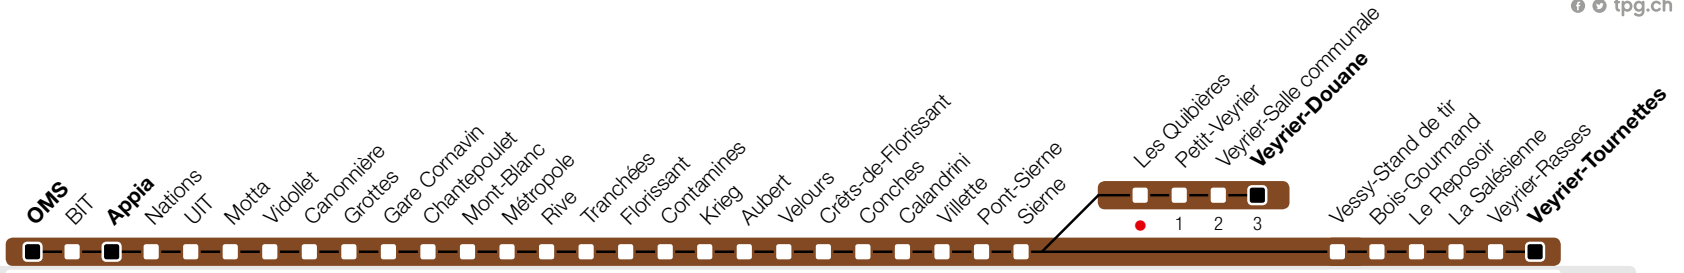 tpg.ch
OMS
BIT
Appia
Nations
UIT
Motta
Vidollet
Canonnière
Grottes
Gare Cornavin
Chantepoulet
Mont-Blanc
Métropole
Rive
Tranchées
Florissant
Contamines
Krieg
Aubert
Velours
Crêts-de-Florissant
Conches
Calandrini
Villette
Pont-Sierne
Sierne
Les Quibières
Petit-Veyrier
Veyrier-Salle communale
Veyrier-Douane
1 2 3
Vessy-Stand de tir
Bois-Gourmand
Le Reposoir
La Salésienne
Veyrier-Rasses
Veyrier-Tournettes